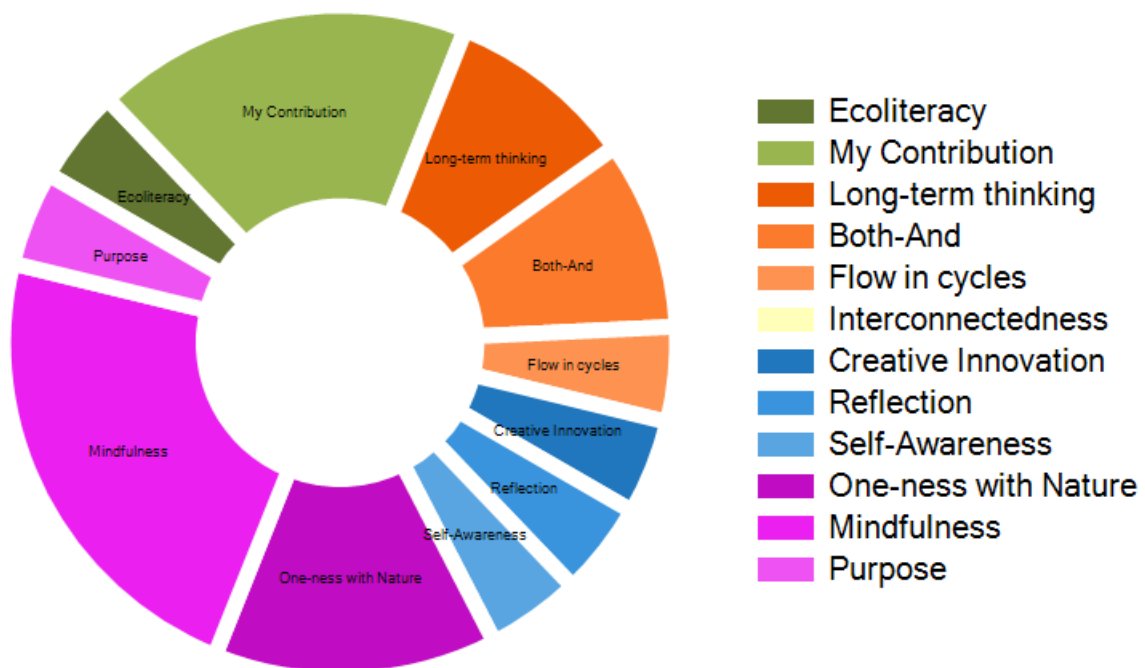 My Contribution
Long-term thinking
Ecoliteracy
Purpose
Both-And
Flow in cycles
Creative Innovation
Mindfulness
Reflection
Self-Awareness
One-ness with Nature
Ecoliteracy
My Contribution
Long-term thinking
Both-And
Flow in cycles
Interconnectedness
Creative Innovation
Reflection
Self-Awareness
One-ness with Nature
Mindfulness
Purpose